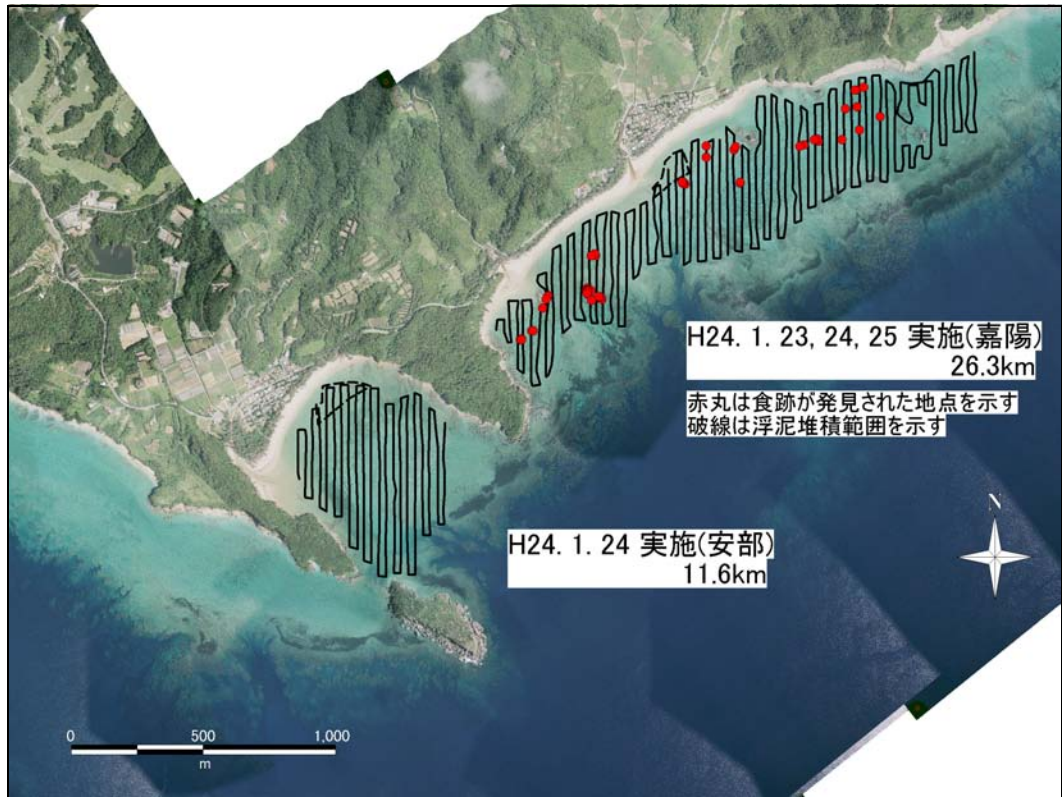 H24. 1. 23, 24, 25 実施(嘉陽)
26.3km
赤丸は食跡が発見された地点を示す
破線は浮泥堆積範囲を示す
N
H24. 1. 24 実施(安部)
11.6km
0 500 1,000
m